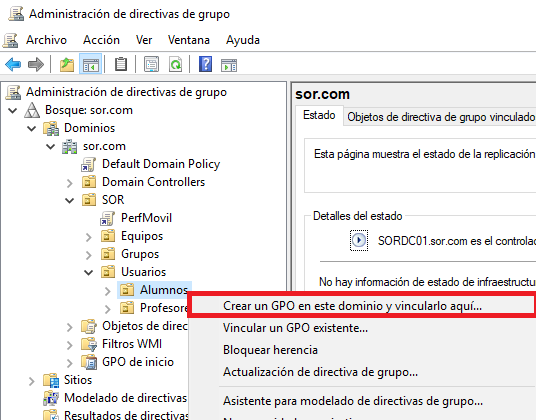 Administración de directivas de grupo
Archivo Acción Ver Ventana Ayuda
Administración de directivas de grupo
Bosque: sor.com
Dominios
sor.com
Default Domain Policy
Domain Controllers
SOR
PerfMovil
Equipos
Grupos
Usuarios
Alumnos
Profesore
Objetos de direc
Filtros WMI
GPO de inicio
Sitios
Modelado de directivas
Resultados de directivas
sor.com
Estado Objetos de directiva de grupo vinculado
Esta página muestra el estado de la replicación
Detalles del estado
SORDC01.sor.com es el controlad
No hay información de estado de infraestructu
Crear un GPO en este dominio y vincularlo aquí...
Vincular un GPO existente...
Bloquear herencia
Actualización de directiva de grupo...
Asistente para modelado de directivas de grupo...